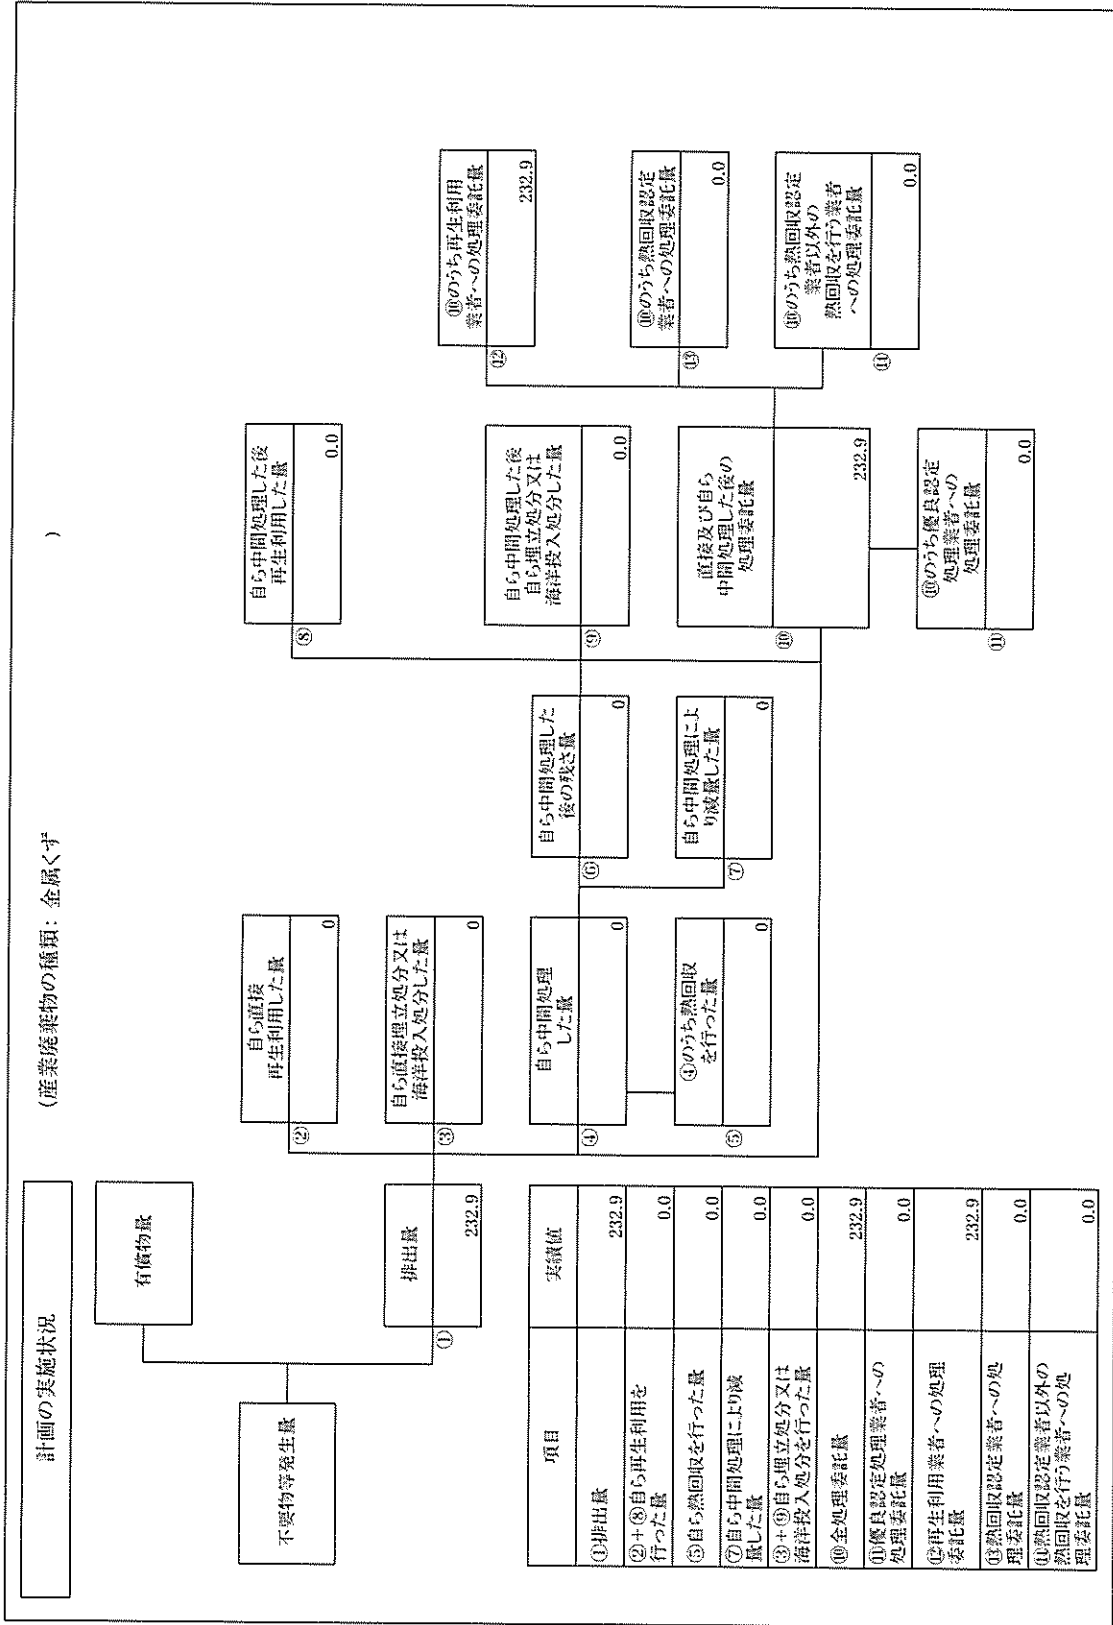 計画の実施状況
(産業廃棄物の種類: 金属くず
)
不要物等発生量
有償物量
①
排出量
232.9
②
自ら直接
再生利用した量
0
③
自ら直接埋立処分又は
海洋投入処分した量
0
④
自ら中間処理
した量
0
⑤
④のうち熱回収
を行った量
0
⑥
自ら中間処理した
後の残さ量
0
⑦
自ら中間処理によ
り減量した量
0
⑧
自ら中間処理した後
再生利用した量
0.0
⑨
自ら中間処理した後
自ら埋立処分又は
海洋投入処分した量
0.0
⑩
直接及び自ら
中間処理した後の
処理委託量
232.9
⑪
⑩のうち優良認定
処理業者への
処理委託量
0.0
⑫
⑩のうち再生利用
業者への処理委託量
232.9
⑬
⑩のうち熱回収認定
業者への処理委託量
0.0
⑭
⑩のうち熱回収認定
業者以外の
熱回収を行う業者
への処理委託量
0.0
項目 実績値
①排出量 232.9
②+⑧自ら再生利用を
行った量 0.0
⑤自ら熱回収を行った量 0.0
⑦自ら中間処理により減
量した量 0.0
③+⑨自ら埋立処分又は
海洋投入処分を行った量 0.0
⑩全処理委託量 232.9
⑪優良認定処理業者への
処理委託量 0.0
⑫再生利用業者への処理
委託量 232.9
⑬熱回収認定業者への処
理委託量 0.0
⑭熱回収認定業者以外の
熱回収を行う業者への処
理委託量 0.0